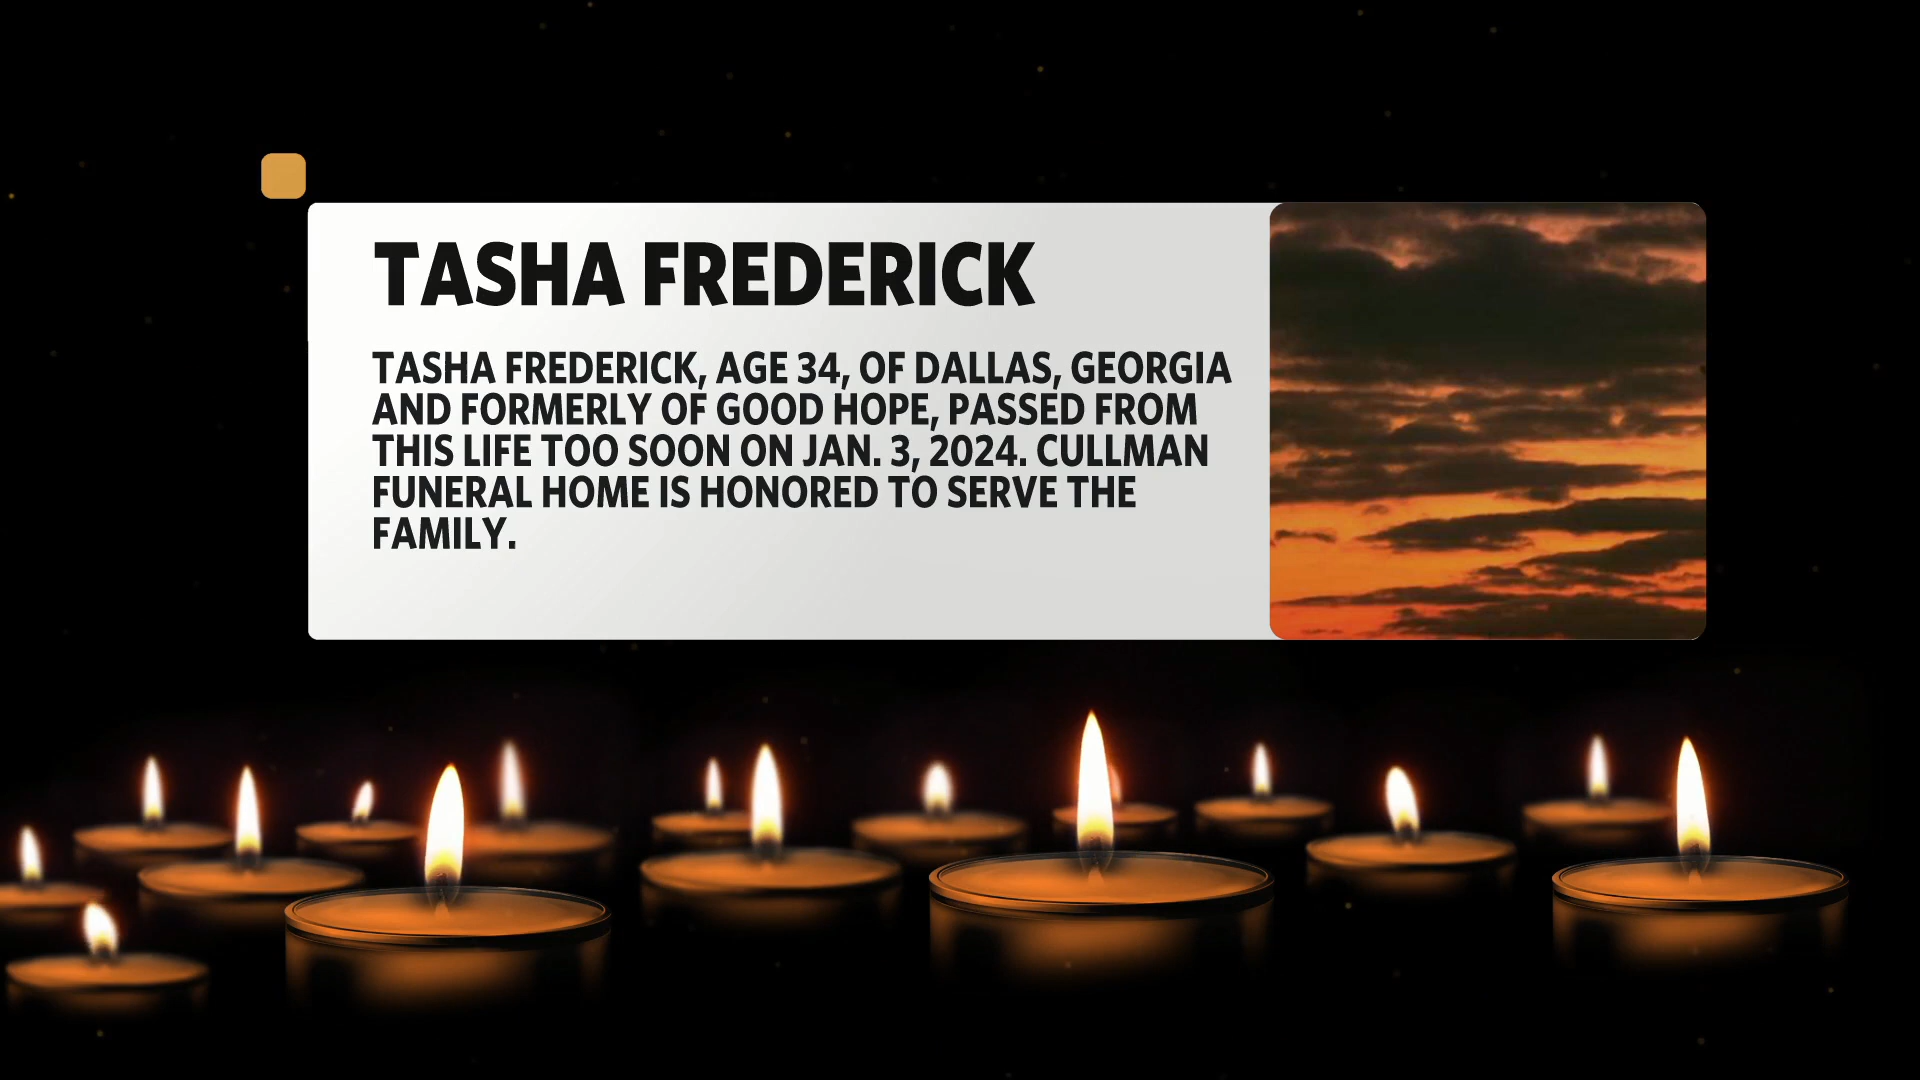 TASHA FREDERICK
TASHA FREDERICK, AGE 34, OF DALLAS, GEORGIA
AND FORMERLY OF GOOD HOPE, PASSED FROM
THIS LIFE TOO SOON ON JAN. 3, 2024. CULLMAN
FUNERAL HOME IS HONORED TO SERVE THE
FAMILY.